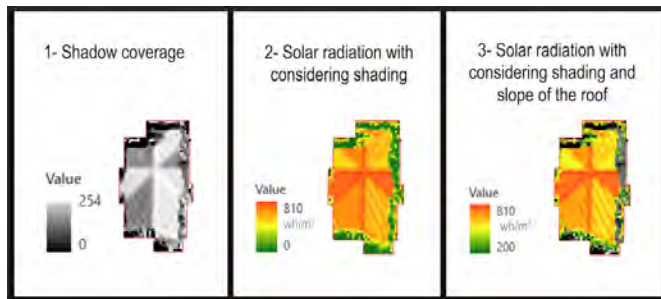 1- Shadow coverage
Value
254
0
2- Solar radiation with
considering shading
Value
810
wh/m²
0
3- Solar radiation with
considering shading and
slope of the roof
Value
810
wh/m²
200